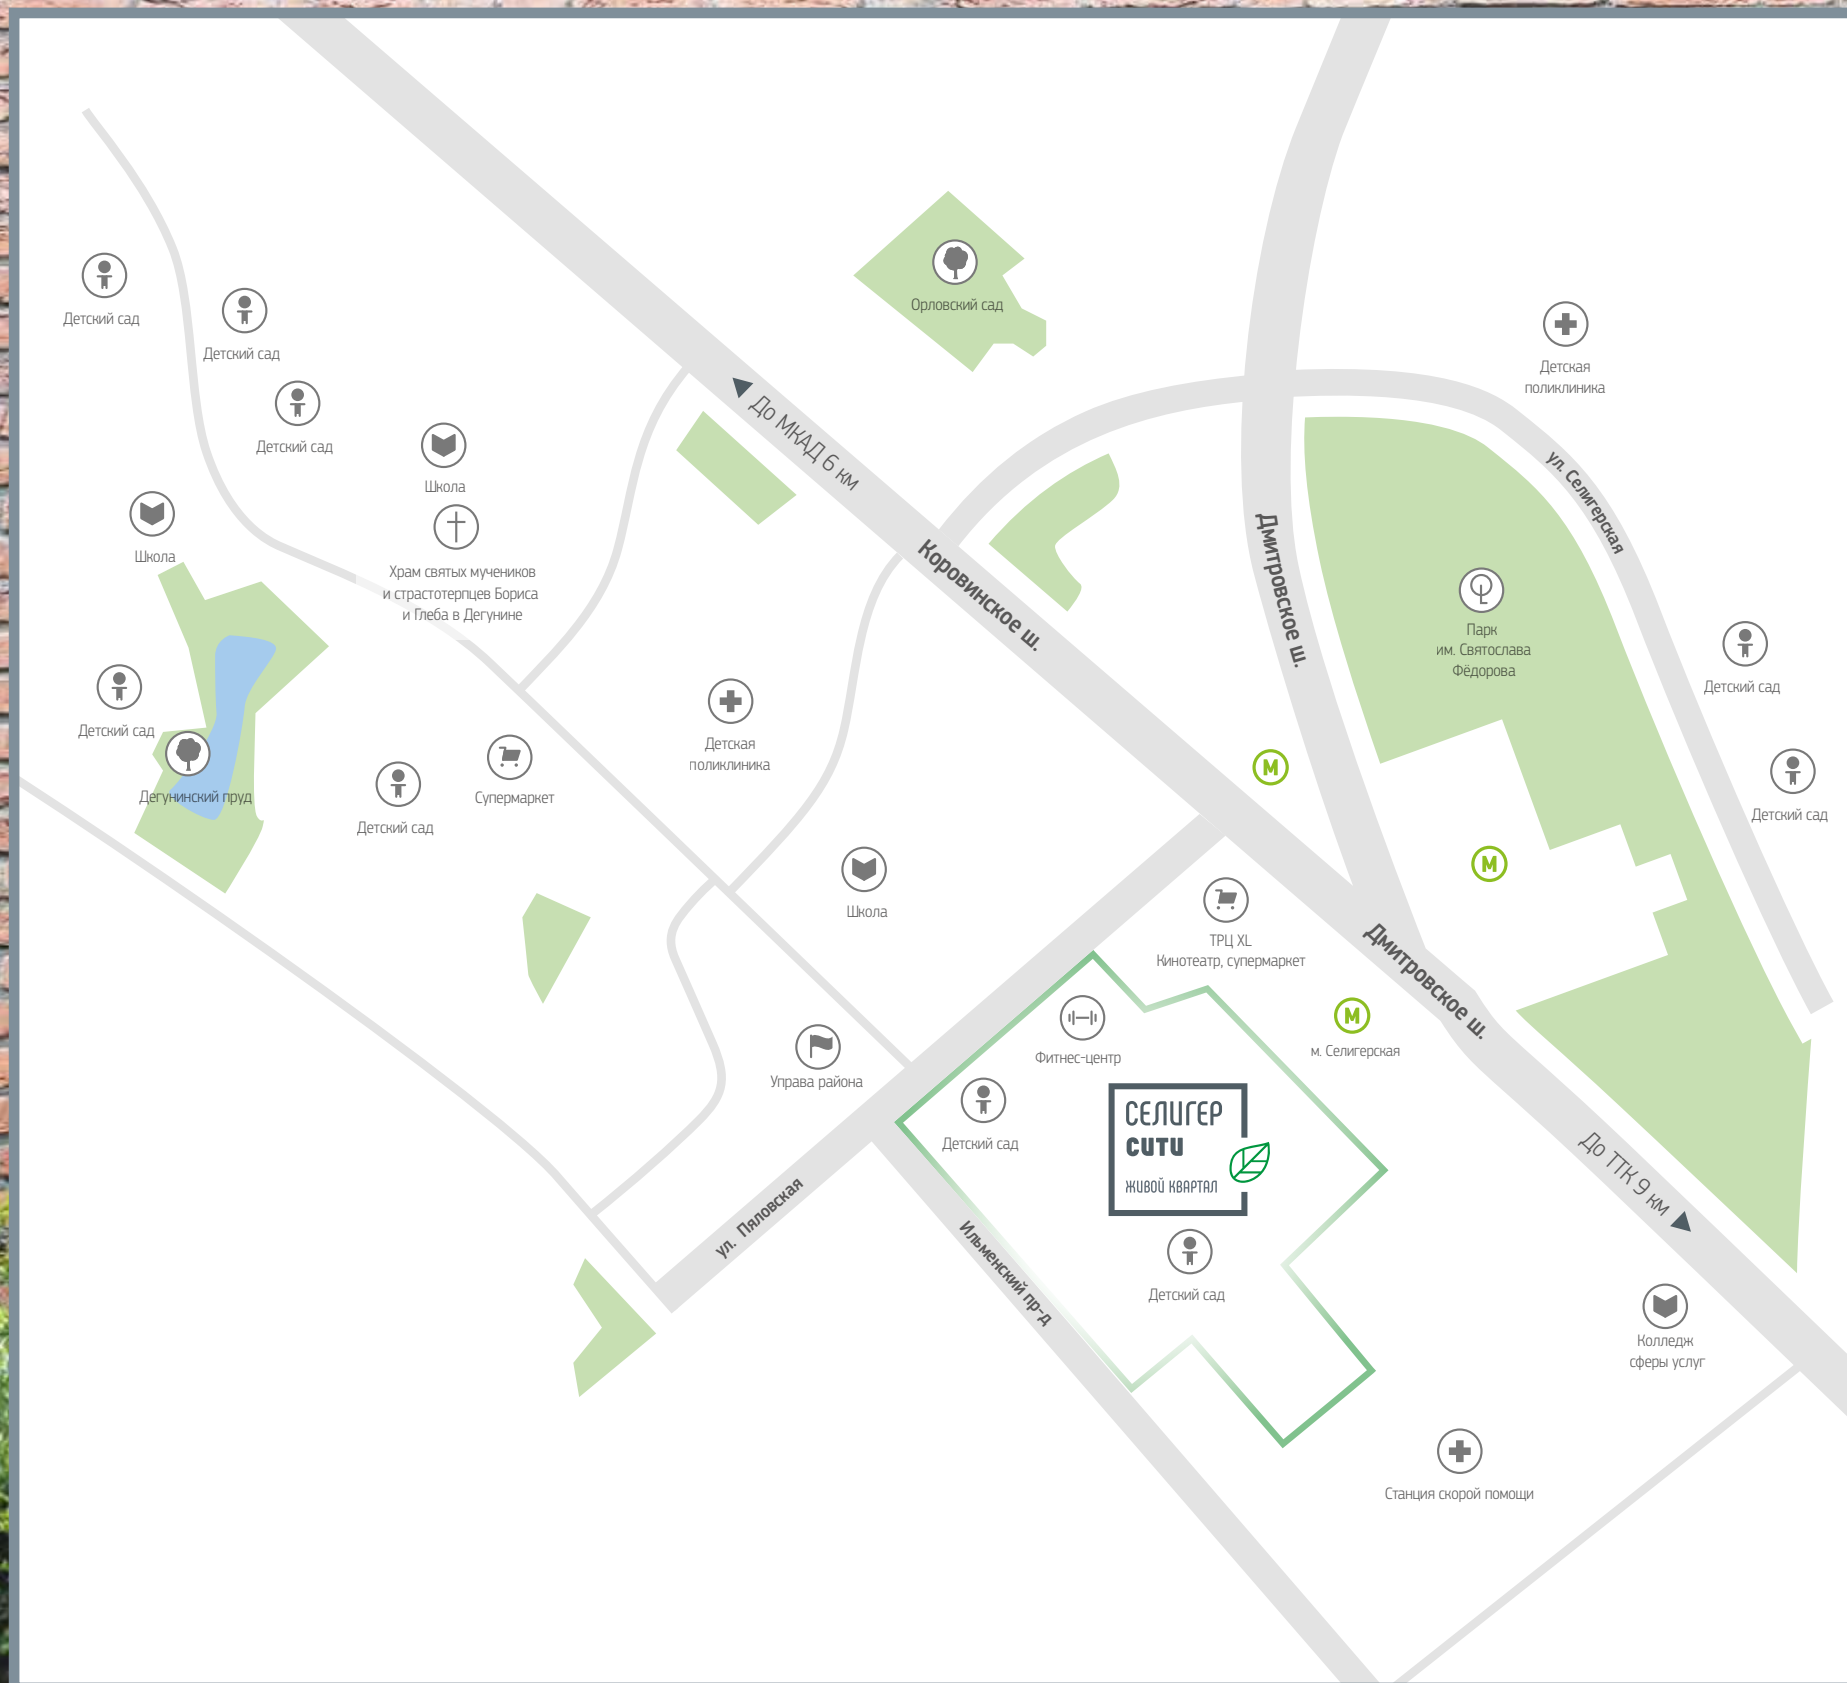 Орловский сад
Детский сад
Детский сад
Детский сад
Детская
поликлиника
До МКАД 6 км
Школа
Школа
Храм святых мучеников
и страстотерпцев Бориса
и Глеба в Дегунине
ул. Селигерская
Коровинское ш.
Дмитровское ш.
Парк
им. Святослава
Фёдорова
Детский сад
Детский сад
Дегунинский пруд
Детский сад
Супермаркет
Детская
поликлиника
M
Детский сад
M
Школа
ТРЦ XL
Кинотеатр, супермаркет
Дмитровское ш.
M
м. Селигерская
Фитнес-центр
Управа района
Детский сад
СЕЛИГЕР
СИТИ
ЖИВОЙ КВАРТАЛ
ул. Пяловская
Ильменский пр-д
До ТТК 9 км
Детский сад
Колледж
сферы услуг
Станция скорой помощи